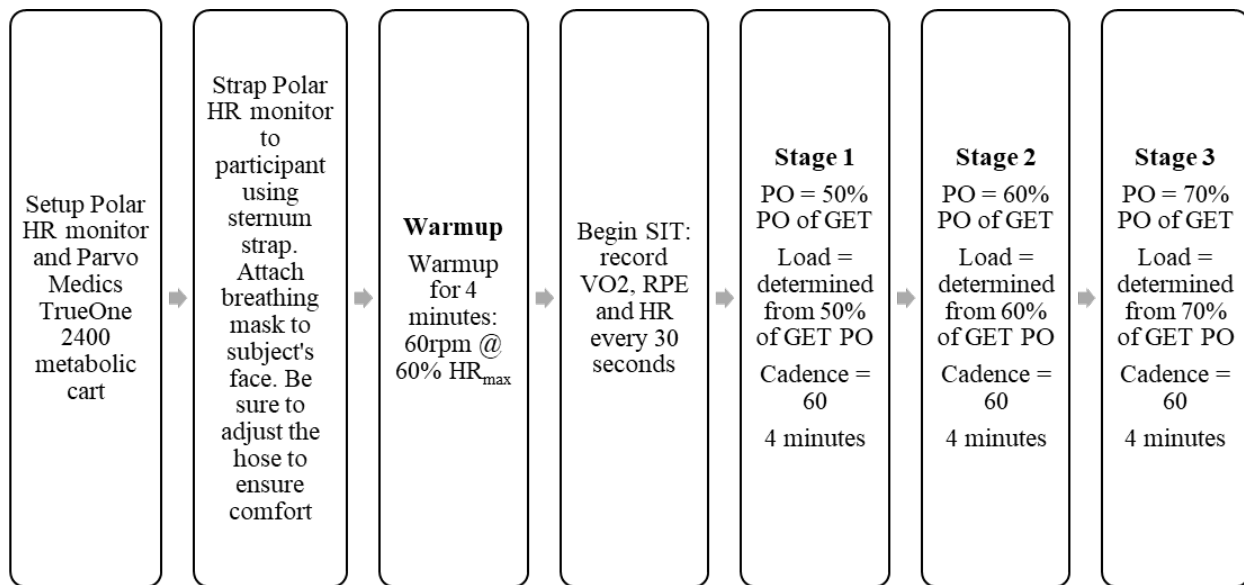 Setup Polar
HR monitor
and Parvo
Medics
TrueOne
2400
metabolic
cart
Strap Polar
HR monitor
to
participant
using
sternum
strap.
Attach
breathing
mask to
subject's
face. Be
sure to
adjust the
hose to
ensure
comfort
Warmup
Warmup
for 4
minutes:
60rpm @
60% HRmax
Begin SIT:
record
VO2, RPE
and HR
every 30
seconds
Stage 1
PO = 50%
PO of GET
Load =
determined
from 50%
of GET PO
Cadence =
60
4 minutes
Stage 2
PO = 60%
PO of GET
Load =
determined
from 60%
of GET PO
Cadence =
60
4 minutes
Stage 3
PO = 70%
PO of GET
Load =
determined
from 70%
of GET PO
Cadence =
60
4 minutes